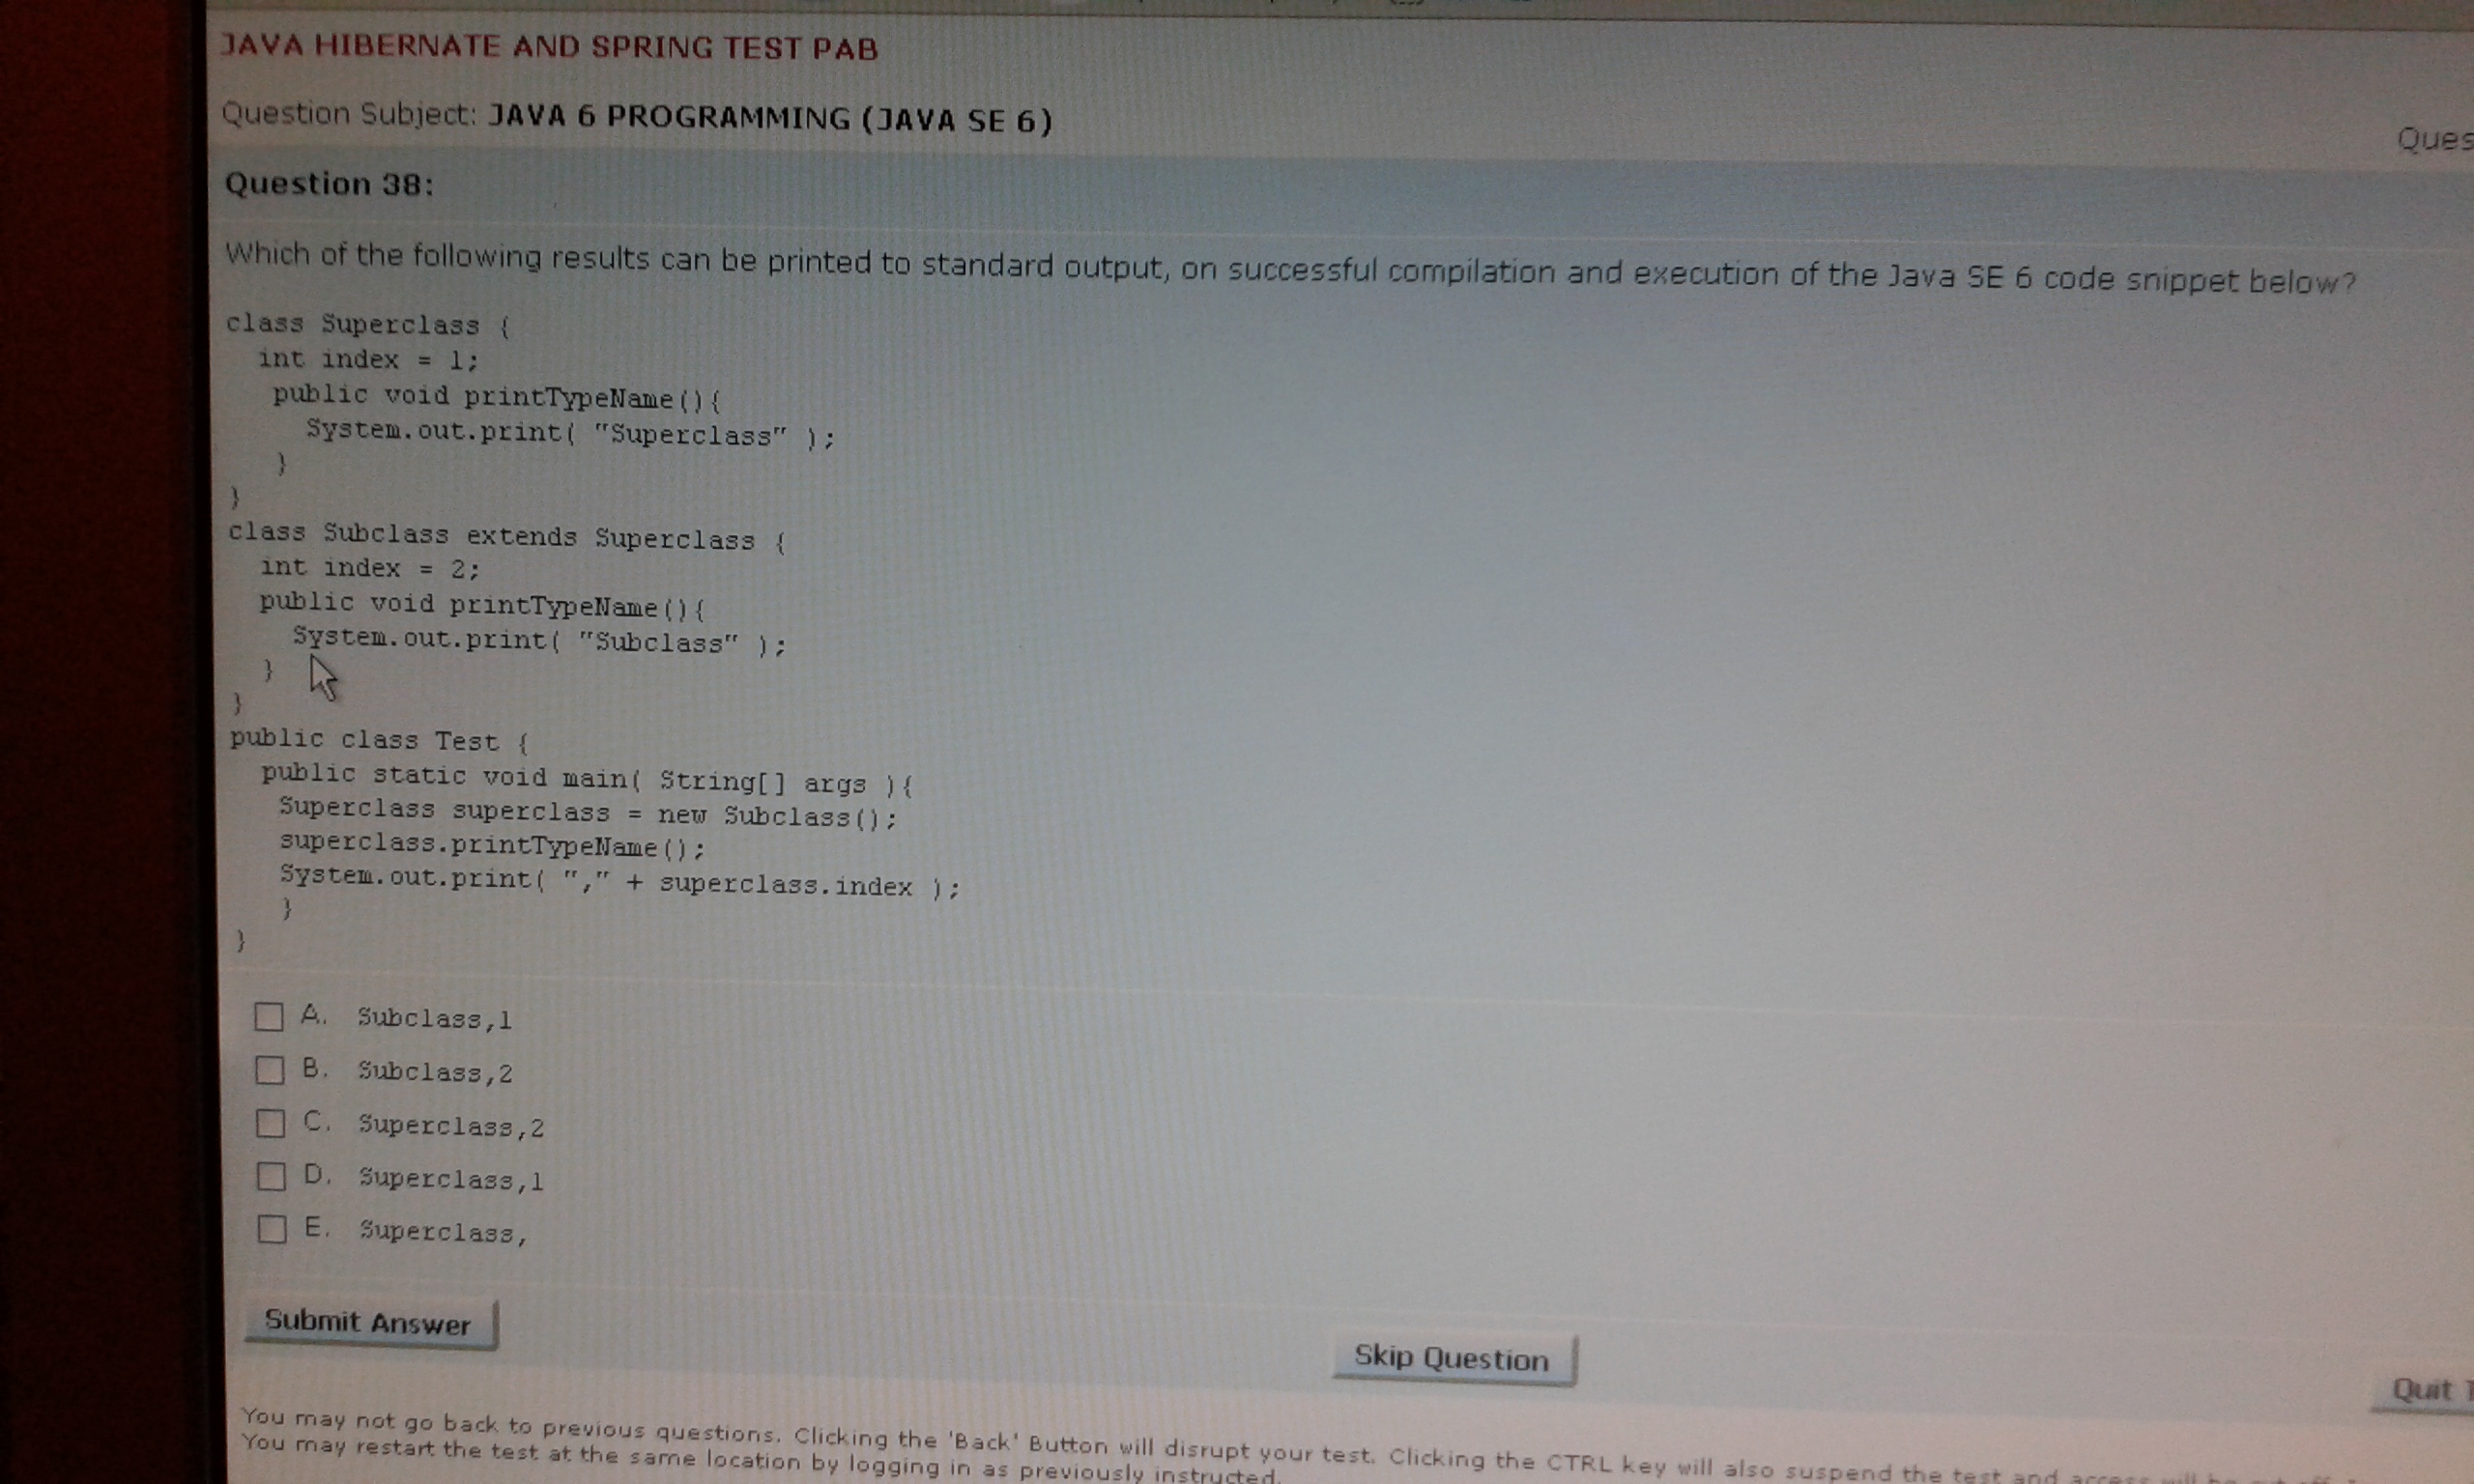 JAVA HIBERNATE AND SPRING TEST PAB
Question Subject: JAVA 6 PROGRAMMING (JAVA SE 6)
Ques
Question 38:
Which of the following results can be printed to standard output, on successful compilation and execution of the Java SE 6 code snippet below?
class Superclass {
int index = 1;
public void printTypeName(){
System.out.print( "Superclass" );
}
}
class Subclass extends Superclass {
int index = 2;
public void printTypeName(){
System.out.print( "Subclass" );
}
}
public class Test {
public static void main( String[] args ){
Superclass superclass = new Subclass();
superclass.printTypeName();
System.out.print( "," + superclass.index );
}
}
A. Subclass,1
B. Subclass,2
C. Superclass,2
D. Superclass,1
E. Superclass,
Submit Answer
Skip Question
Quit T
You may not go back to previous questions. Clicking the 'Back' Button will disrupt your test. Clicking the CTRL key will also suspend the test and access will be
You may restart the test at the same location by logging in as previously instructed.